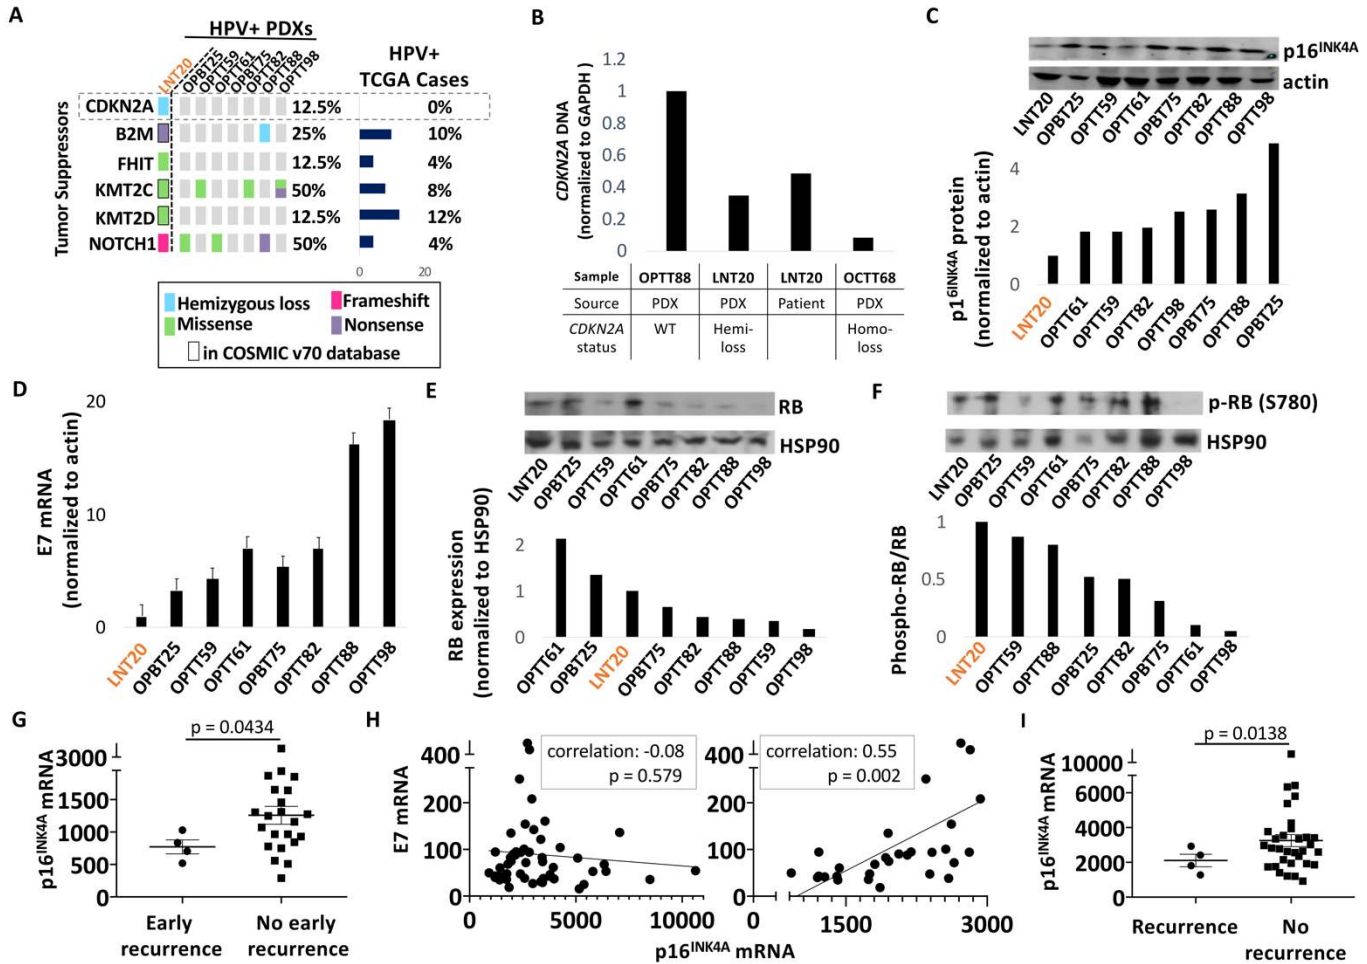 A
HPV+ PDXs
LNT20
OPBT25
OPTT59
OPTT61
OPBT75
OPTT82
OPTT88
OPTT98
HPV+
TCGA Cases
Tumor Suppressors
CDKN2A 12.5% 0%
B2M 25% 10%
FHIT 12.5% 4%
KMT2C 50% 8%
KMT2D 12.5% 12%
NOTCH1 50% 4%
0 20
Hemizygous loss Frameshift
Missense Nonsense
in COSMIC v70 database
B
CDKN2A DNA
(normalized to GAPDH)
1.2
1
0.8
0.6
0.4
0.2
0
Sample OPTT88 LNT20 LNT20 OCTT68
Source PDX PDX Patient PDX
CDKN2A
status WT Hemi-
loss Homo-
loss
C
p16INK4A
actin
LNT20
OPBT25
OPTT59
OPTT61
OPBT75
OPTT82
OPTT88
OPTT98
p16INK4A protein
(normalized to actin)
4
2
0
LNT20
OPTT61
OPTT59
OPTT82
OPTT98
OPBT75
OPTT88
OPBT25
D
E7 mRNA
(normalized to actin)
20
10
0
LNT20
OPBT25
OPTT59
OPTT61
OPBT75
OPTT82
OPTT88
OPTT98
E
RB
HSP90
LNT20
OPBT25
OPTT59
OPTT61
OPBT75
OPTT82
OPTT88
OPTT98
RB expression
(normalized to HSP90)
2
1
0
OPTT61
OPBT25
LNT20
OPBT75
OPTT82
OPTT88
OPTT59
OPTT98
F
p-RB (S780)
HSP90
LNT20
OPBT25
OPTT59
OPTT61
OPBT75
OPTT82
OPTT88
OPTT98
Phospho-RB/RB
1
0.5
0
LNT20
OPTT59
OPTT88
OPBT25
OPTT82
OPBT75
OPTT61
OPTT98
G
p = 0.0434
p16INK4A mRNA
3000
1500
1000
500
0
Early
recurrence
No early
recurrence
H
E7 mRNA
400
200
100
0
correlation: -0.08
p = 0.579
0 5000 10000
400
200
100
0
correlation: 0.55
p = 0.002
0 1500 3000
p16INK4A mRNA
I
p = 0.0138
p16INK4A mRNA
10000
6000
4000
2000
0
Recurrence
No
recurrence